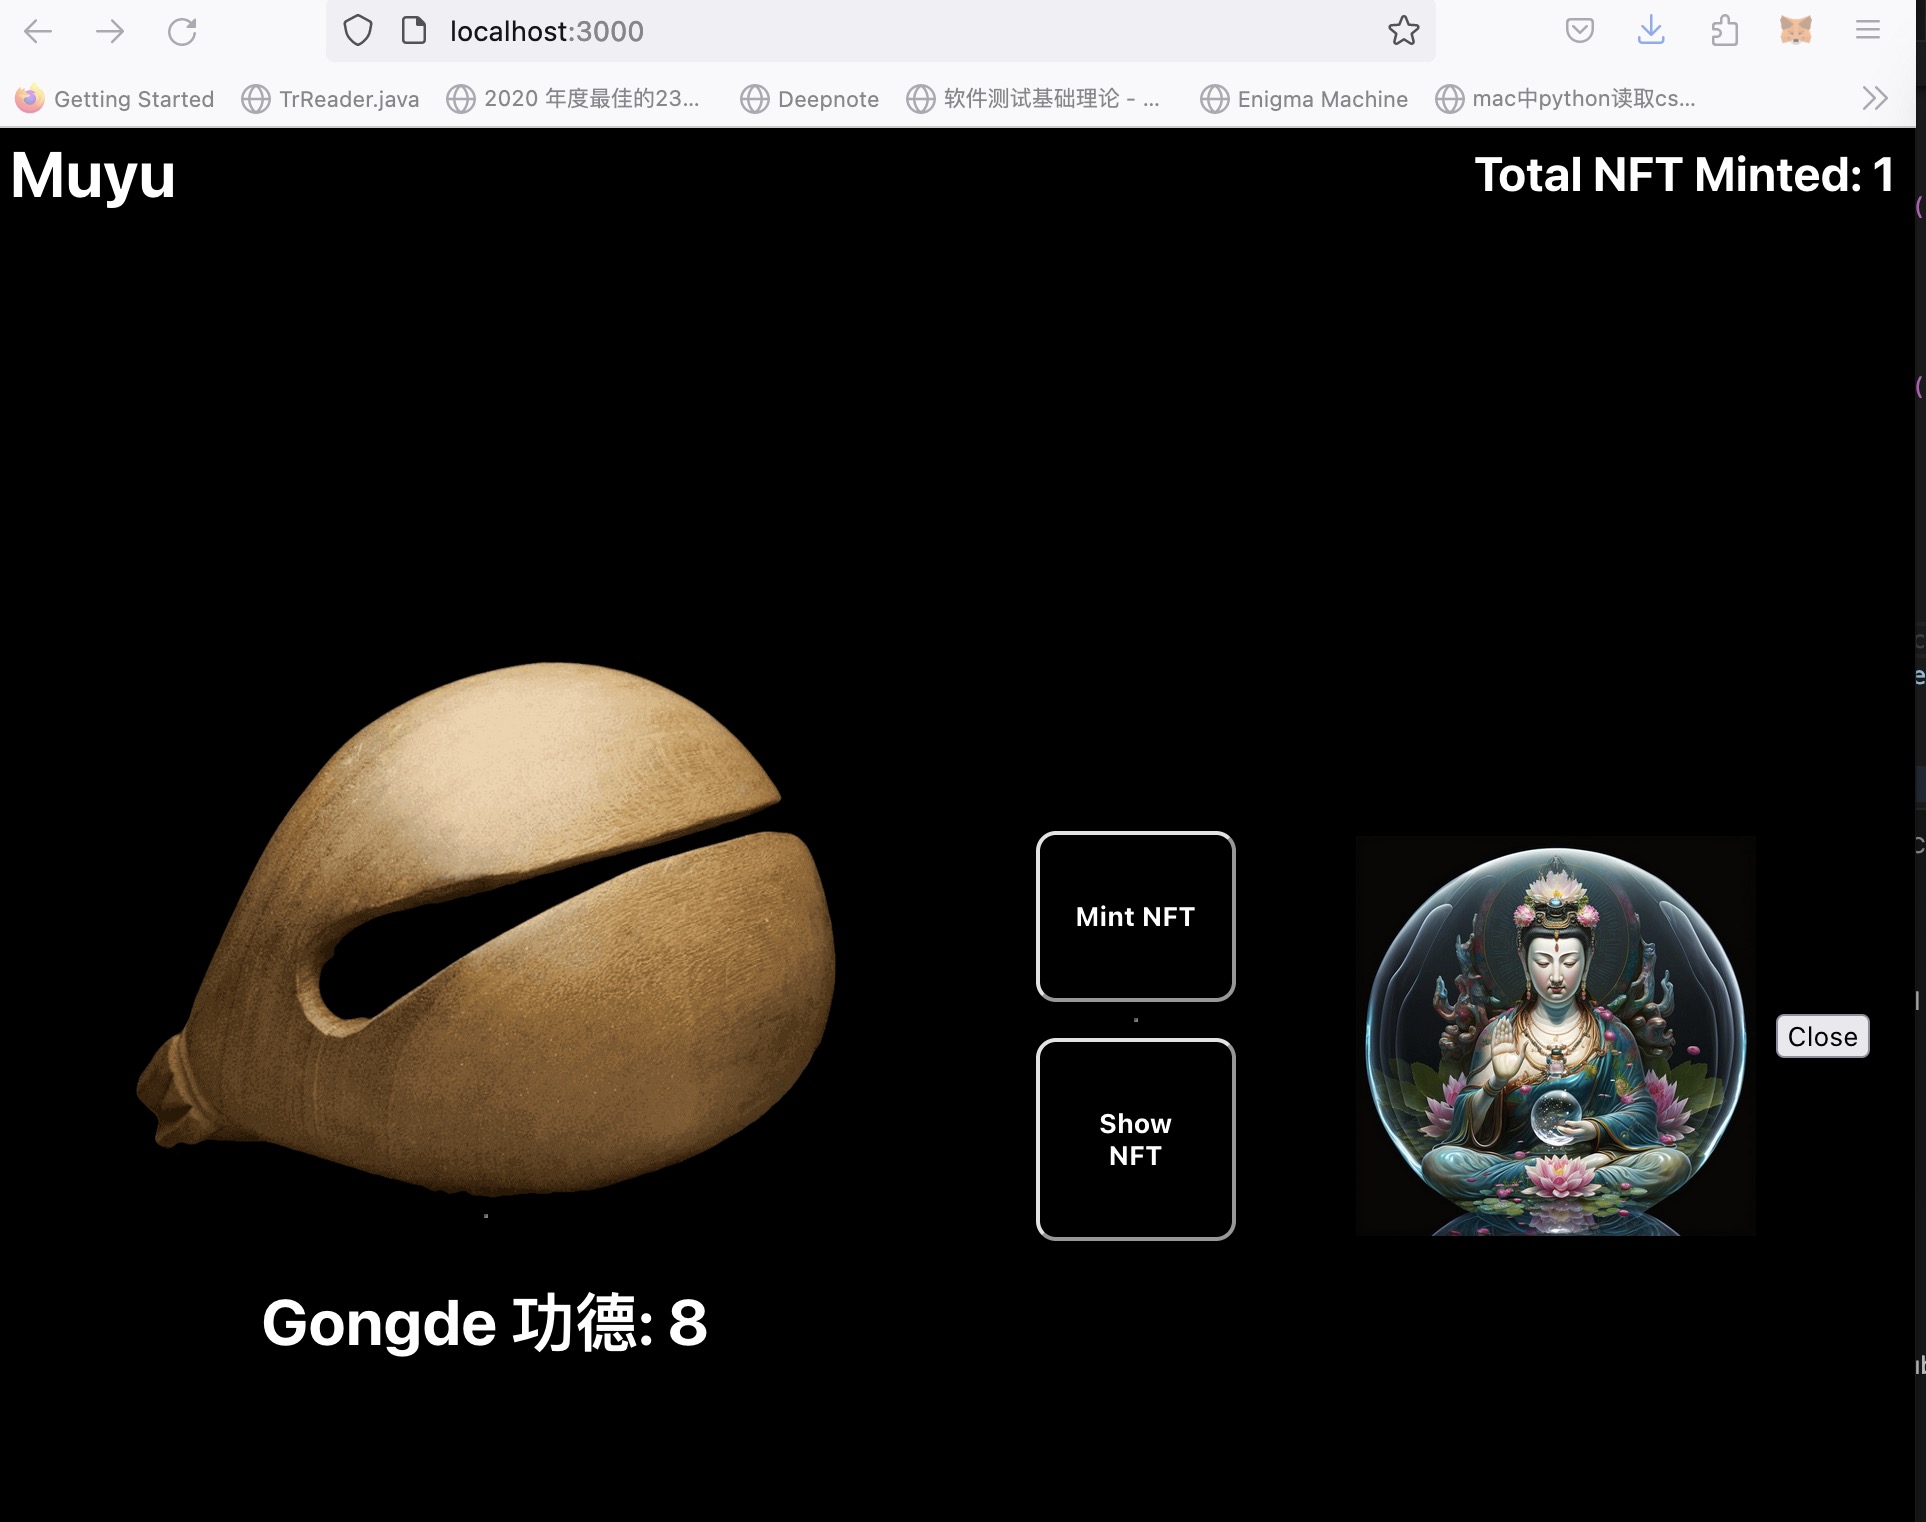 localhost:3000
Getting Started
TrReader.java
2020 年度最佳的23...
Deepnote
软件测试基础理论 - ...
Enigma Machine
mac中python读取cs...
Muyu
Total NFT Minted: 1
Mint NFT
Show
NFT
Close
Gongde 功德: 8